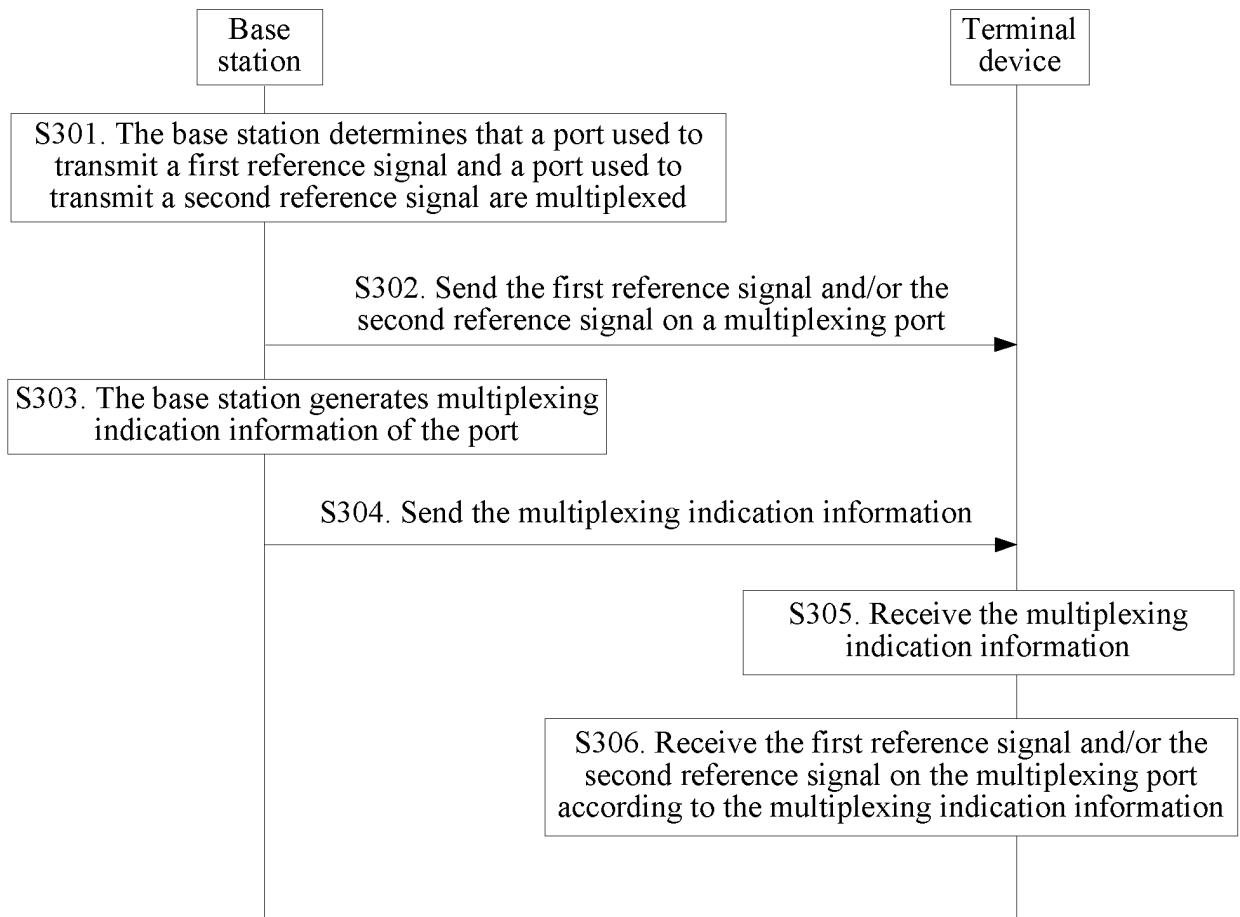 Base
station
Terminal
device
S301. The base station determines that a port used to
transmit a first reference signal and a port used to
transmit a second reference signal are multiplexed
S302. Send the first reference signal and/or the
second reference signal on a multiplexing port
S303. The base station generates multiplexing
indication information of the port
S304. Send the multiplexing indication information
S305. Receive the multiplexing
indication information
S306. Receive the first reference signal and/or the
second reference signal on the multiplexing port
according to the multiplexing indication information